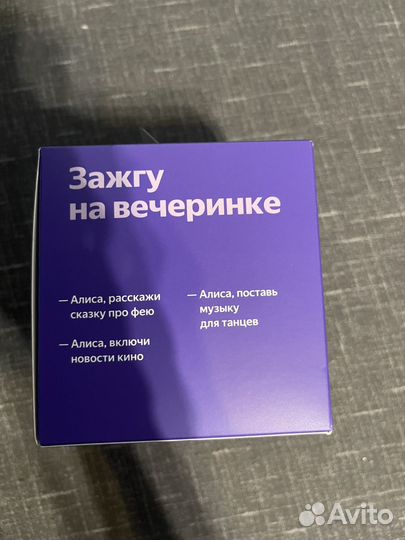 Зажгу
на вечеринке
— Алиса, расскажи
сказку про фею
— Алиса, включи
новости кино
— Алиса, поставь
музыку
для танцев
Avito